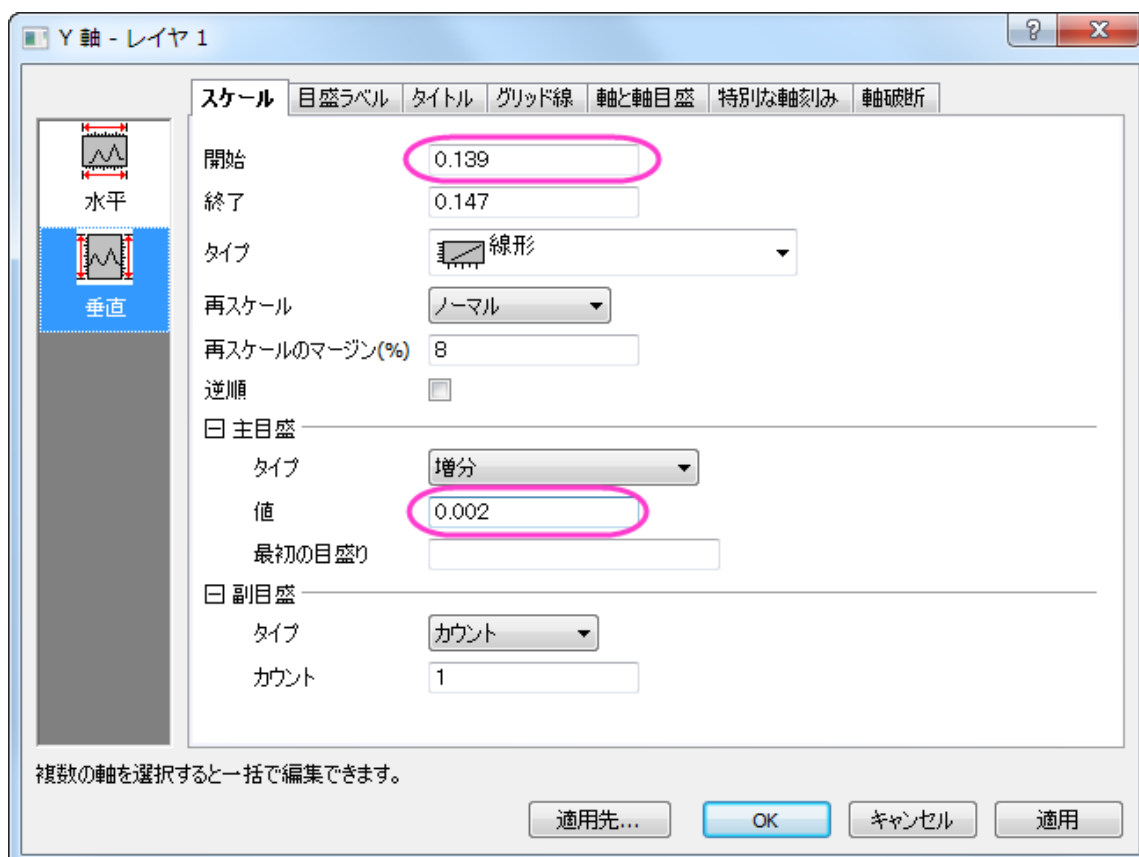 Y 軸 - レイヤ 1
スケール 目盛ラベル タイトル グリッド線 軸と軸目盛 特別な軸刻み 軸破断
水平
垂直
開始 0.139
終了 0.147
タイプ 線形
再スケール ノーマル
再スケールのマージン(%) 8
逆順
主目盛
タイプ 増分
値 0.002
最初の目盛り
副目盛
タイプ カウント
カウント 1
複数の軸を選択すると一括で編集できます。
適用先... OK キャンセル 適用